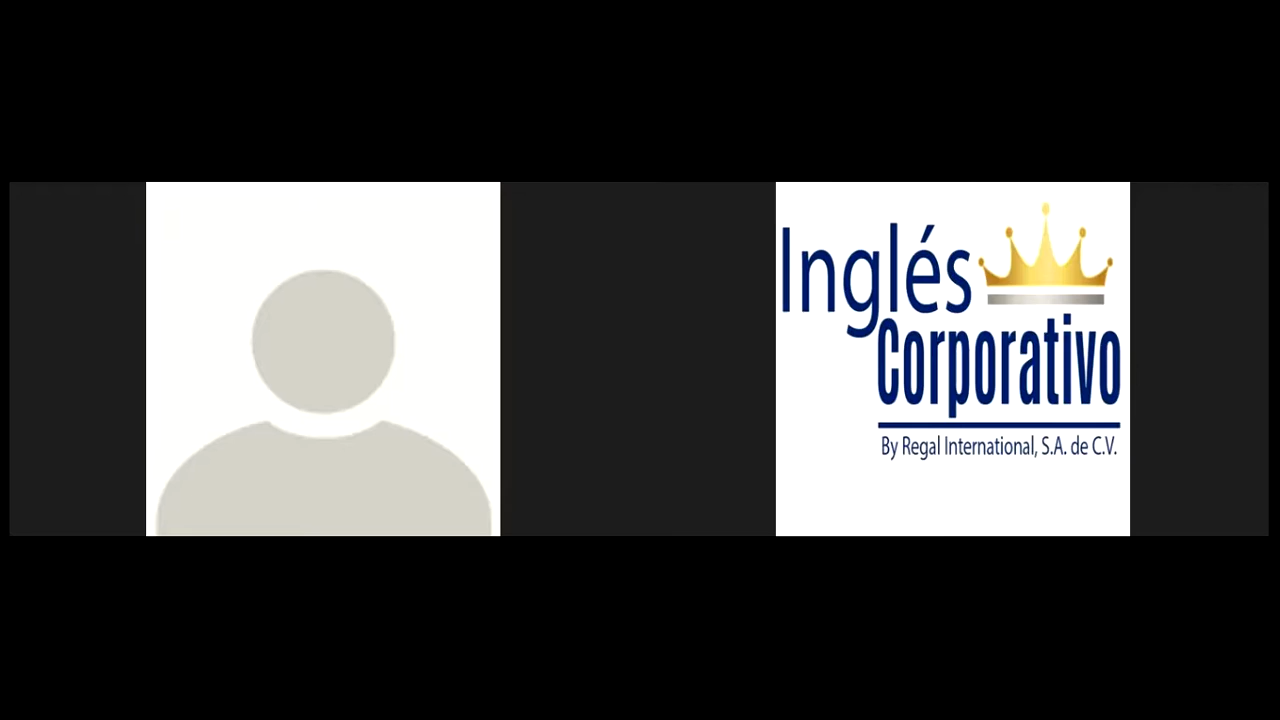 Inglés
Corporativo
By Regal International, S.A. de C.V.